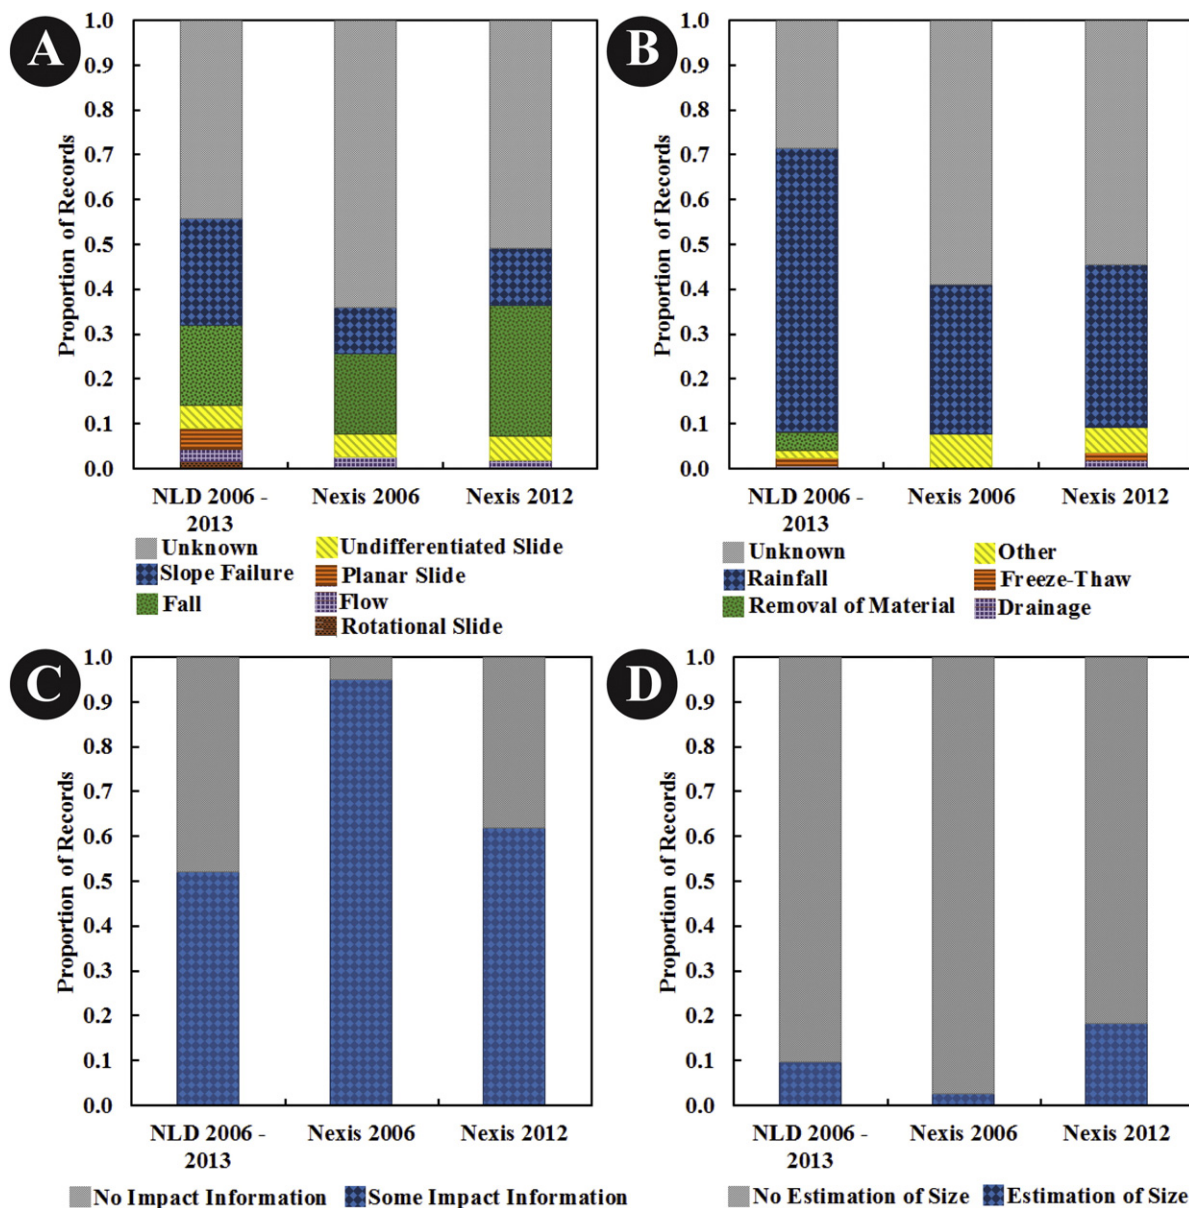 A
1.0
0.9
0.8
0.7
0.6
0.5
0.4
0.3
0.2
0.1
0.0
Proportion of Records
NLD 2006 -
2013
Nexis 2006
Nexis 2012
Unknown
Slope Failure
Fall
Undifferentiated Slide
Planar Slide
Flow
Rotational Slide
B
1.0
0.9
0.8
0.7
0.6
0.5
0.4
0.3
0.2
0.1
0.0
Proportion of Records
NLD 2006 -
2013
Nexis 2006
Nexis 2012
Unknown
Rainfall
Removal of Material
Other
Freeze-Thaw
Drainage
C
1.0
0.9
0.8
0.7
0.6
0.5
0.4
0.3
0.2
0.1
0.0
Proportion of Records
NLD 2006 -
2013
Nexis 2006
Nexis 2012
No Impact Information
Some Impact Information
D
1.0
0.9
0.8
0.7
0.6
0.5
0.4
0.3
0.2
0.1
0.0
Proportion of Records
NLD 2006 -
2013
Nexis 2006
Nexis 2012
No Estimation of Size
Estimation of Size